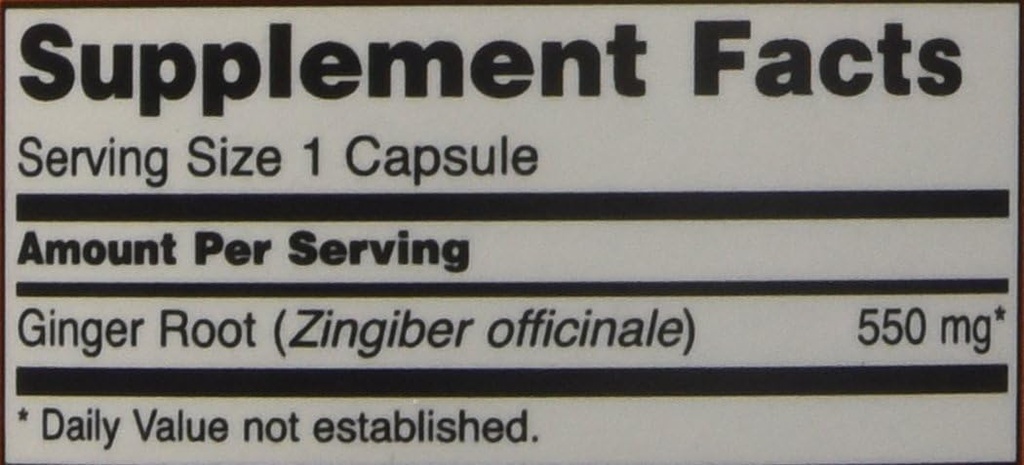 Supplement Facts
Serving Size 1 Capsule
Amount Per Serving
Ginger Root (Zingiber officinale) 550 mg*
* Daily Value not established.